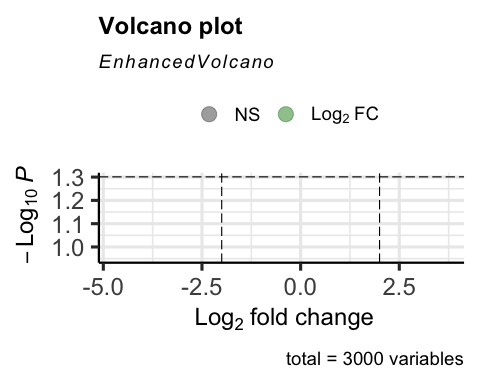 Volcano plot
EnhancedVolcano
NS Log₂ FC
− Log₁₀ P
1.3
1.2
1.1
1.0
-5.0 -2.5 0.0 2.5
Log₂ fold change
total = 3000 variables